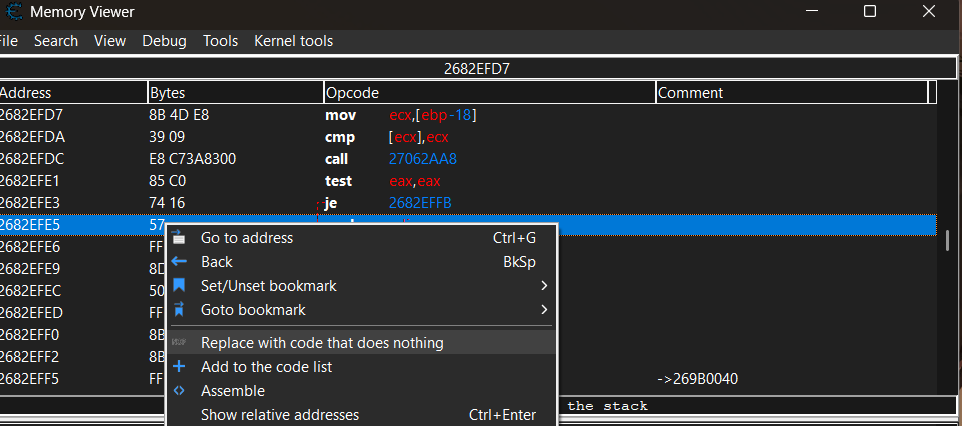 Memory Viewer
File Search View Debug Tools Kernel tools
2682EFD7
Address Bytes Opcode Comment
2682EFD7 8B 4D E8 mov ecx,[ebp-18]
2682EFDA 39 09 cmp [ecx],ecx
2682EFDC E8 C73A8300 call 27062AA8
2682EFE1 85 C0 test eax,eax
2682EFE3 74 16 je 2682EFFB
2682EFE5 57
2682EFE6 FF
2682EFE9 8D
2682EFEC 50
2682EFED FF
2682EFF0 8B
2682EFF2 8B
2682EFF5 FF ->269B0040
Go to address Ctrl+G
Back BkSp
Set/Unset bookmark
Goto bookmark
NOP Replace with code that does nothing
Add to the code list
Assemble
Show relative addresses Ctrl+Enter
the stack